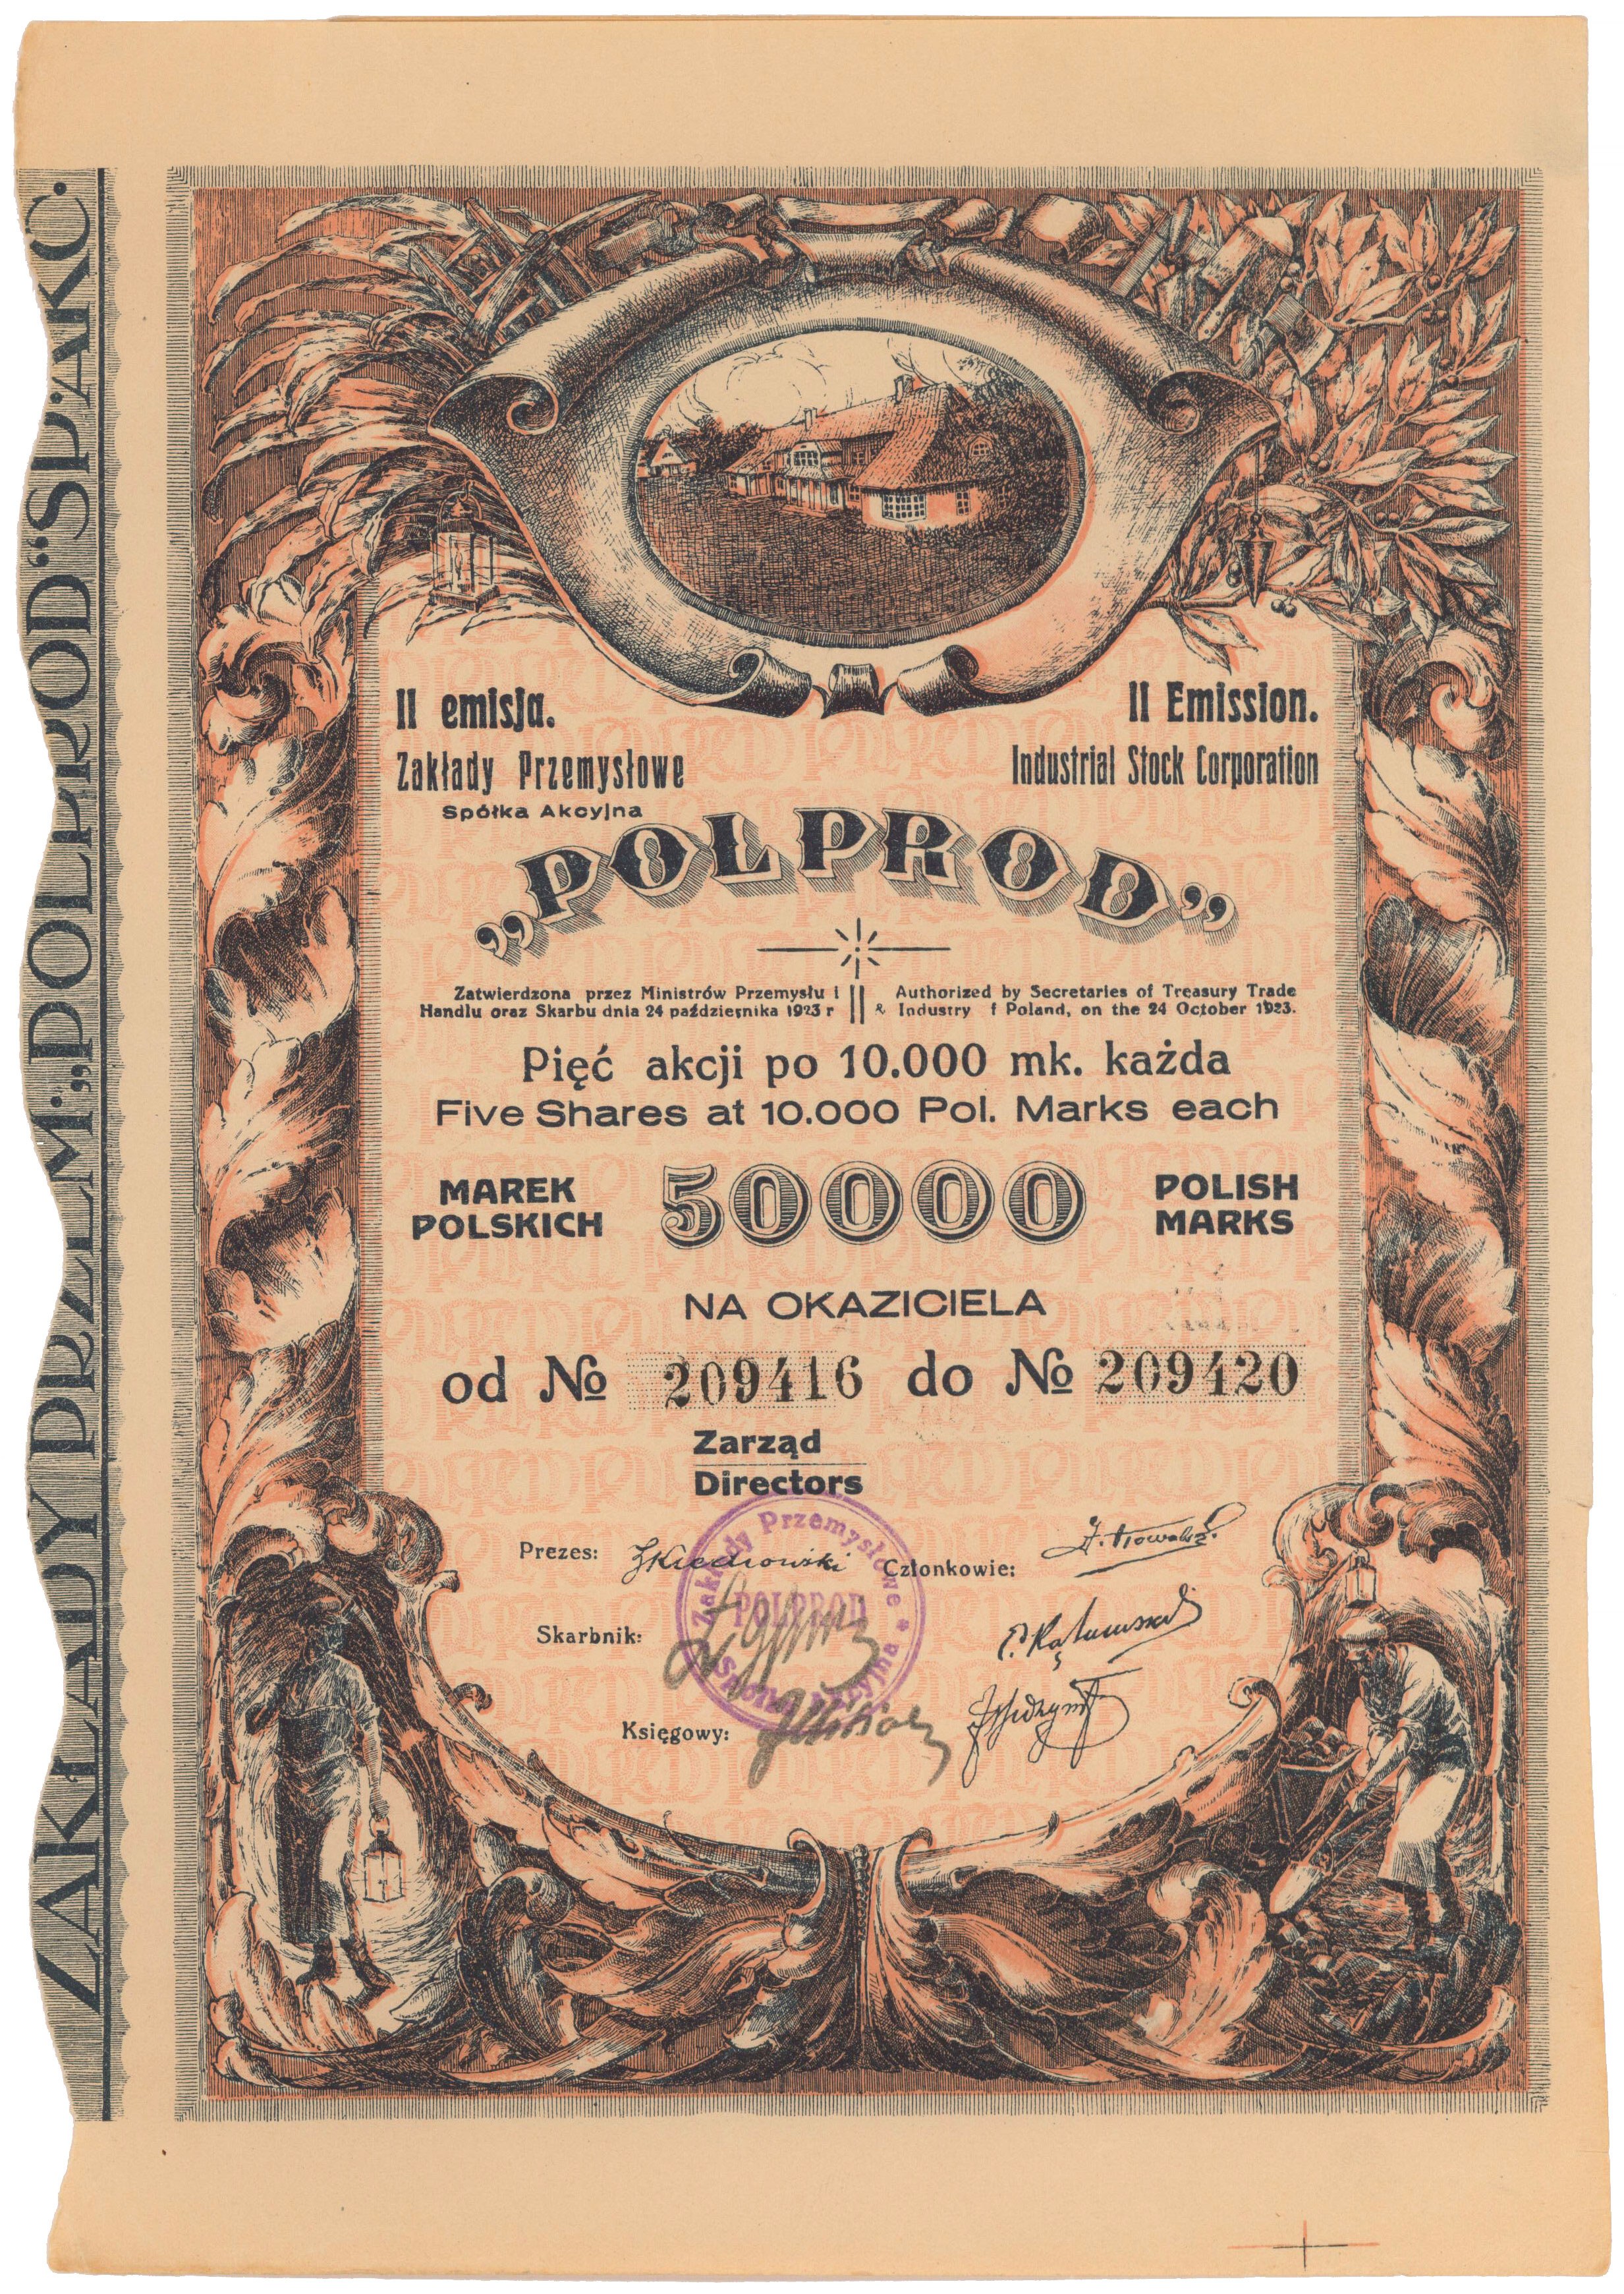 ZAKŁADY PRZEM. „POLPROD“ SP. AKC.
II emisja.
II Emission.
Zakłady Przemysłowe
Industrial Stock Corporation
Spółka Akcyjna
„POLPROD”
Zatwierdzona przez Ministrów Przemysłu i
Handlu oraz Skarbu dnia 24 października 1923 r
Authorized by Secretaries of Treasury Trade
& Industry f Poland, on the 24 October 1923.
Pięć akcji po 10.000 mk. każda
Five Shares at 10.000 Pol. Marks each
MAREK
POLSKICH
50000
POLISH
MARKS
NA OKAZICIELA
od № 209416 do № 209420
Zarząd
Directors
Prezes:
Członkowie:
Skarbnik:
Księgowy:
Zakłady Przemysłowe
POLPROD
Spółka Akcyjna